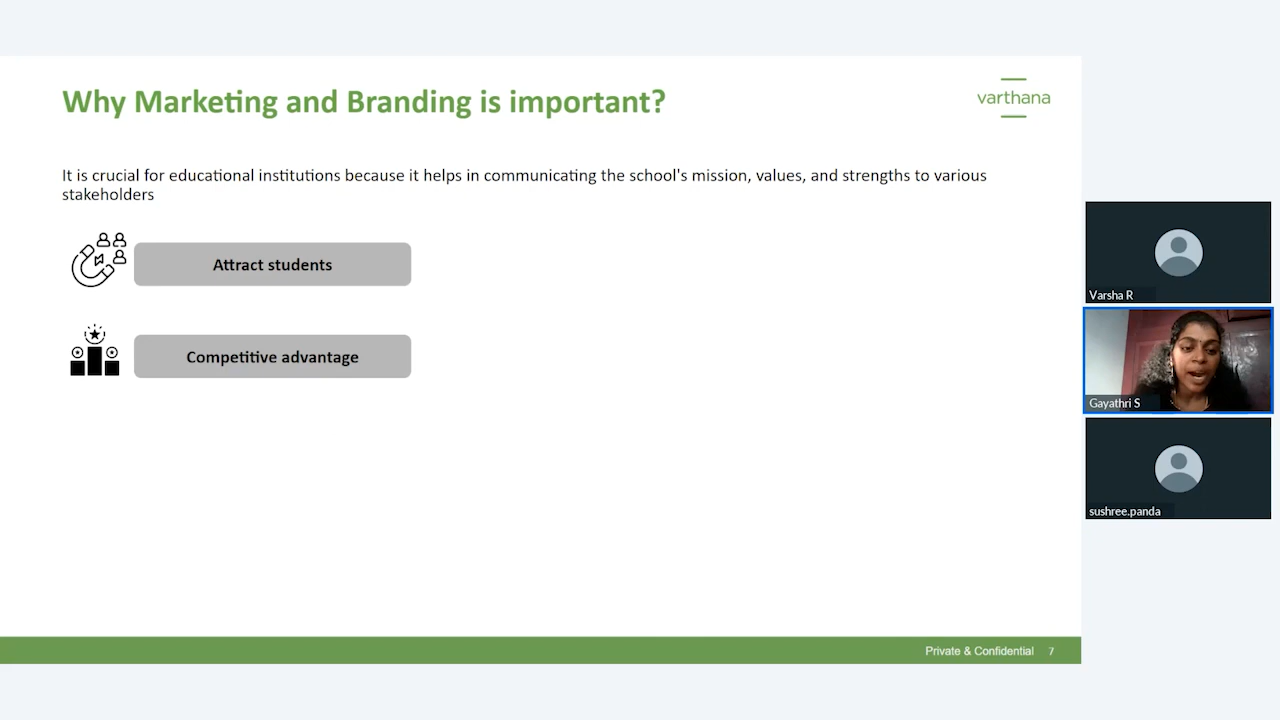 Why Marketing and Branding is important?
varthana
It is crucial for educational institutions because it helps in communicating the school's mission, values, and strengths to various
stakeholders
Attract students
Competitive advantage
Varsha R
Gayathri S
sushree.panda
Private & Confidential 7